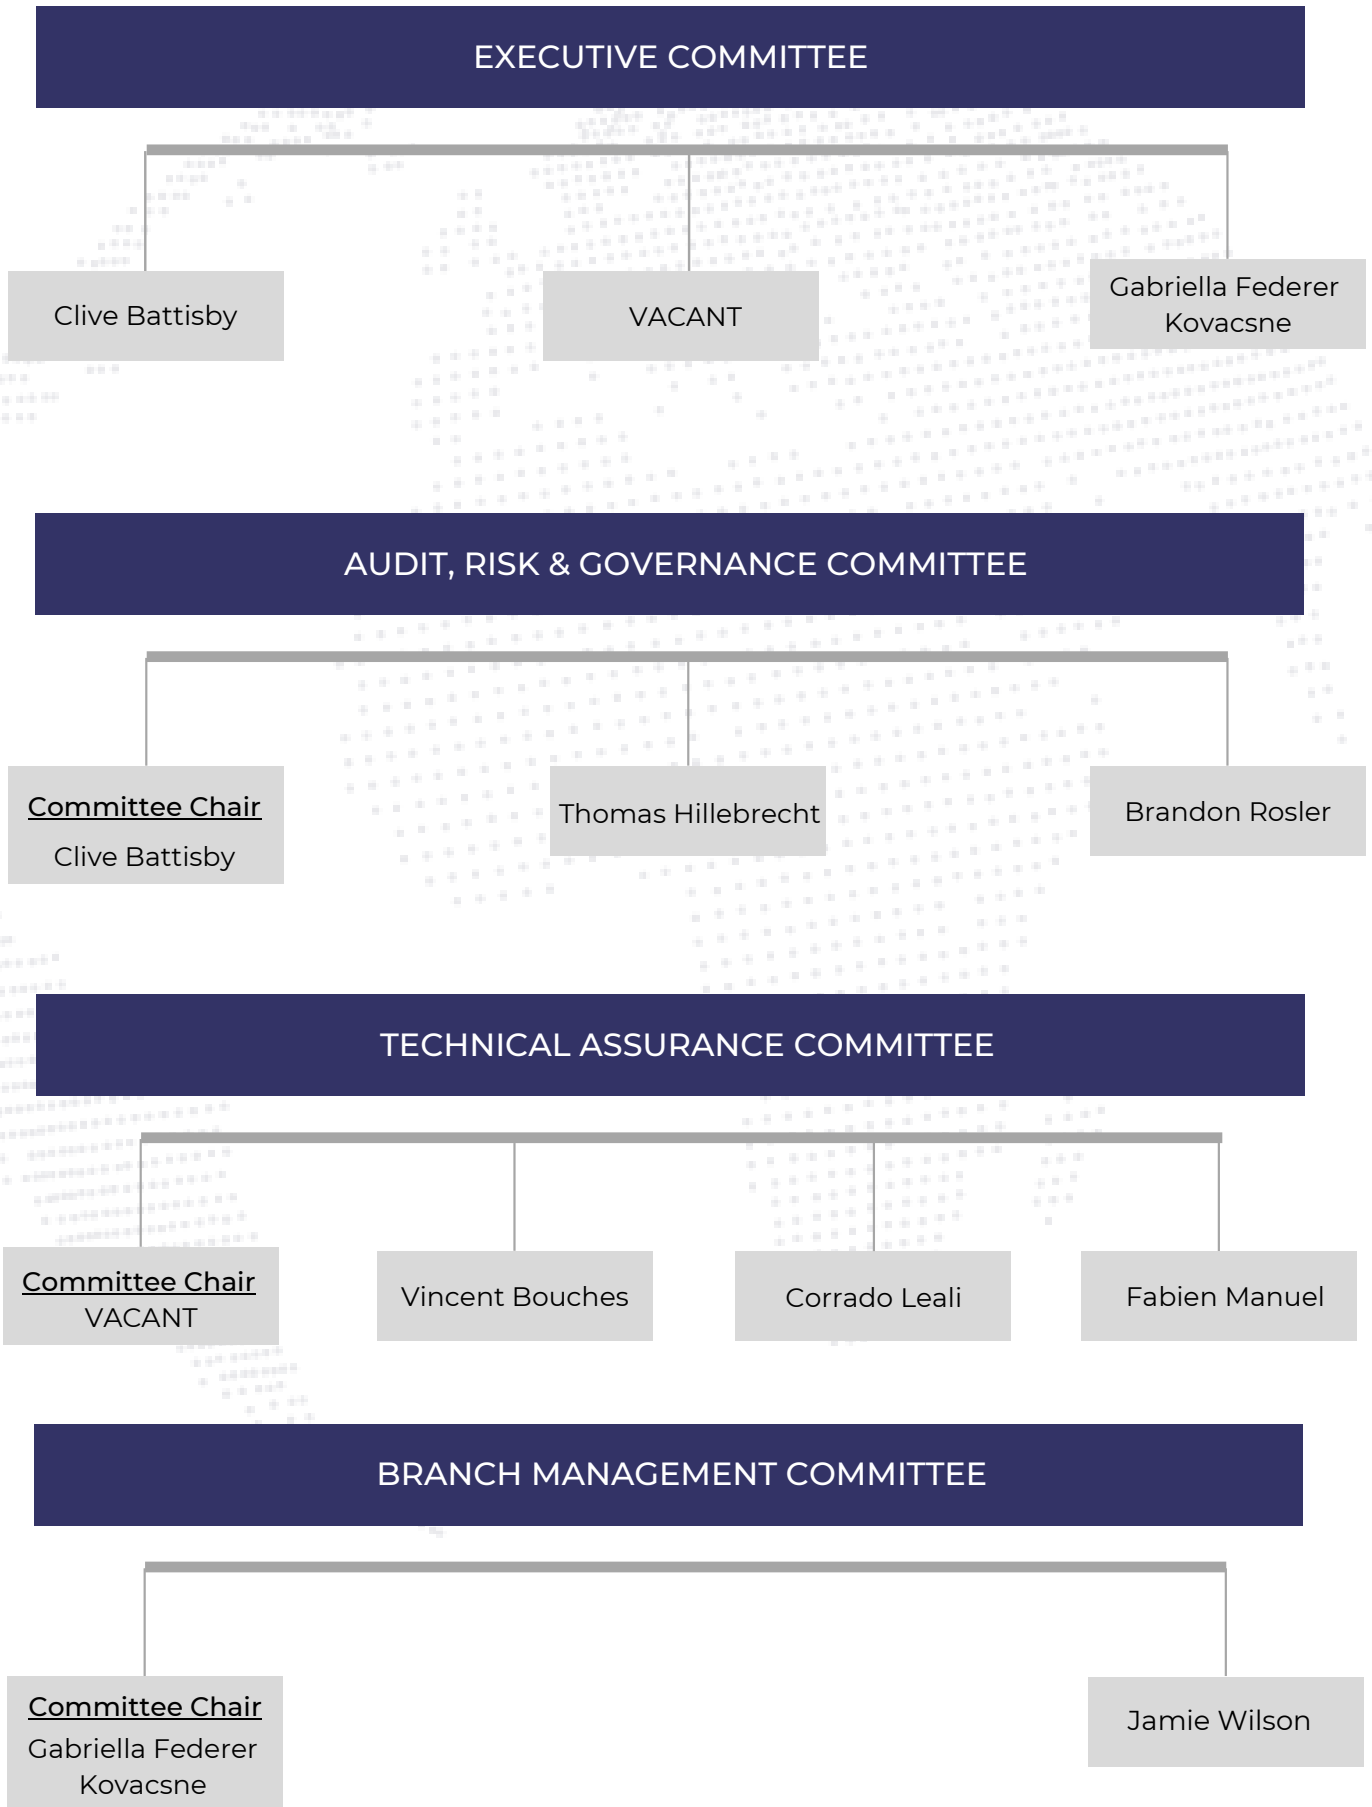 EXECUTIVE COMMITTEE
Clive Battisby
VACANT
Gabriella Federer
Kovacsne
AUDIT, RISK & GOVERNANCE COMMITTEE
Committee Chair
Clive Battisby
Thomas Hillebrecht
Brandon Rosler
TECHNICAL ASSURANCE COMMITTEE
Committee Chair
VACANT
Vincent Bouches
Corrado Leali
Fabien Manuel
BRANCH MANAGEMENT COMMITTEE
Committee Chair
Gabriella Federer
Kovacsne
Jamie Wilson